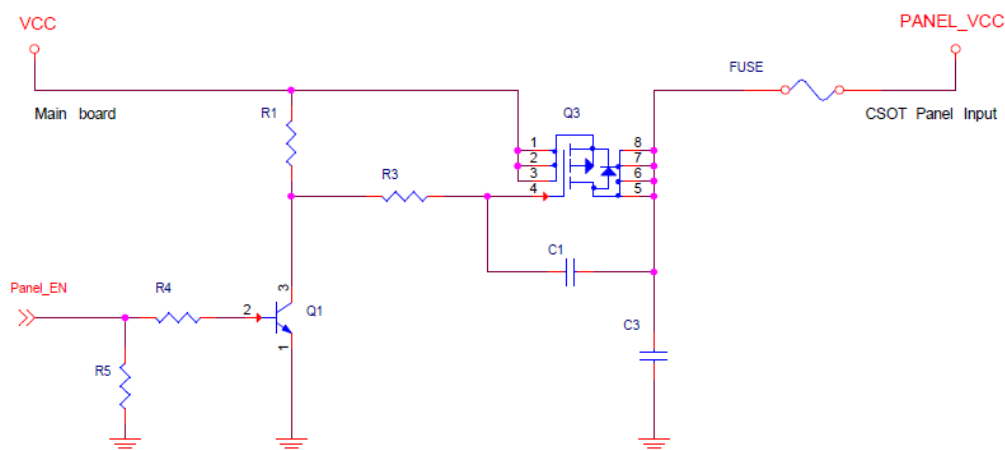 VCC
PANEL_VCC
FUSE
Main board
R1
Q3
CSOT Panel Input
1
2
3
4
8
7
6
5
R3
C1
Panel_EN
R4
2
3
Q1
1
C3
R5